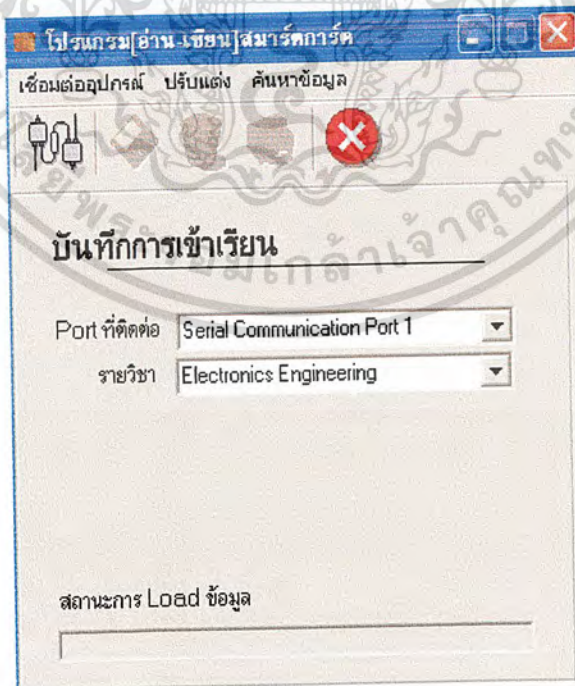 โปรแกรม[อ่าน-เขียน]สมาร์ตการ์ด
เชื่อมต่ออุปกรณ์ ปรับแต่ง ค้นหาข้อมูล
บันทึกการเข้าเรียน
Port ที่ติดต่อ Serial Communication Port 1
รายวิชา Electronics Engineering
สถานะการ Load ข้อมูล